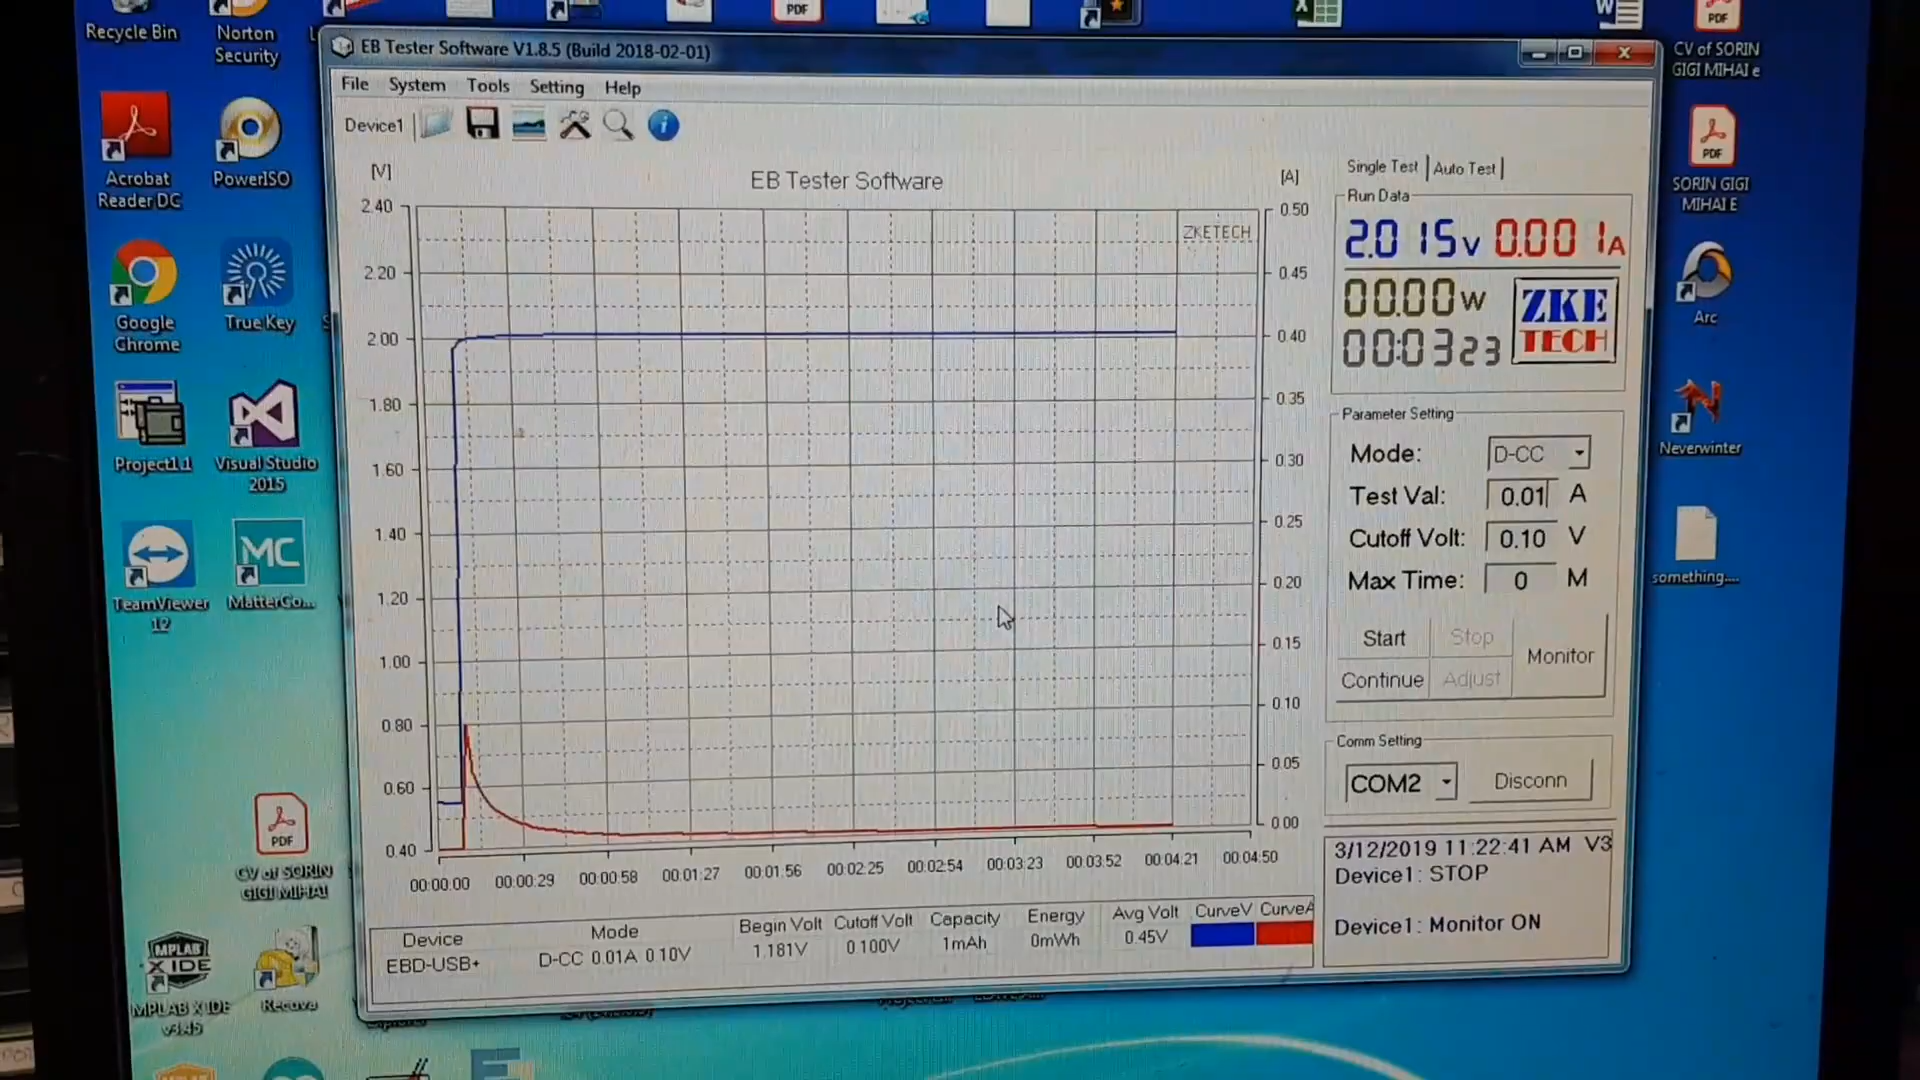 Recycle Bin
Norton
Security
PDF
PDF
CV of SORIN
GIGI MIHAI e
EB Tester Software V1.8.5 (Build 2018-02-01)
File System Tools Setting Help
Device1
Acrobat
Reader DC
PowerISO
PDF
SORIN GIGI
MIHAI E
[V]
EB Tester Software
[A]
ZKETECH
2.40
2.20
2.00
1.80
1.60
1.40
1.20
1.00
0.80
0.60
0.40
0.50
0.45
0.40
0.35
0.30
0.25
0.20
0.15
0.10
0.05
0.00
00:00:00 00:00:29 00:00:58 00:01:27 00:01:56 00:02:25 00:02:54 00:03:23 00:03:52 00:04:21 00:04:50
Single Test Auto Test
Run Data
2.015V 0.001A
00.00W
00:0323
ZKE
TECH
Parameter Setting
Mode: D-CC
Test Val: 0.01 A
Cutoff Volt: 0.10 V
Max Time: 0 M
Start Stop
Monitor
Continue Adjust
Comm Setting
COM2 Disconn
3/12/2019 11:22:41 AM V3
Device1: STOP
Device1: Monitor ON
Device Mode Begin Volt Cutoff Volt Capacity Energy Avg Volt CurveV CurveA
EBD-USB+ D-CC 0.01A 0.10V 1.181V 0.100V 1mAh 0mWh 0.45V
Google
Chrome
True Key
Arc
Project1.1
Visual Studio
2015
Neverwinter
TeamViewer
12
MC
MatterCo...
something....
PDF
CV of SORIN
GIGI MIHAI
MPLAB
X IDE
MPLAB X IDE
v3.45
Recuva